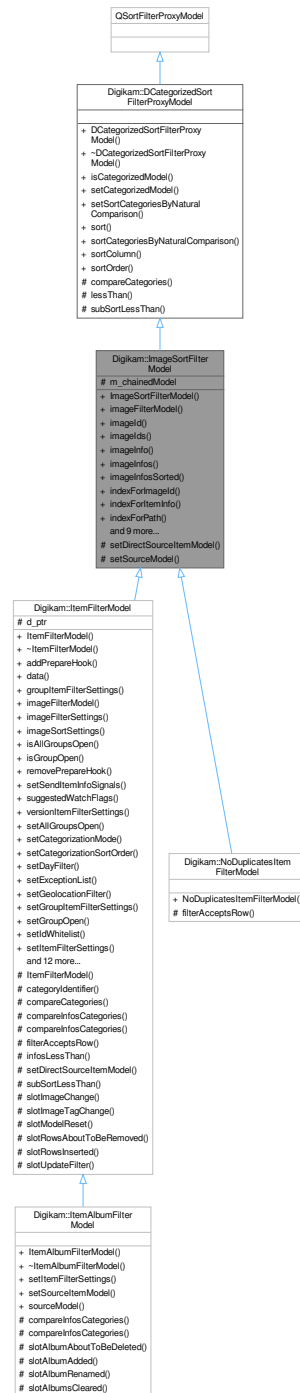 QSortFilterProxyModel
Digikam::DCategorizedSort
FilterProxyModel
+ DCategorizedSortFilterProxy
Model()
+ ~DCategorizedSortFilterProxy
Model()
+ isCategorizedModel()
+ setCategorizedModel()
+ setSortCategoriesByNatural
Comparison()
+ sort()
+ sortCategoriesByNaturalComparison()
+ sortColumn()
+ sortOrder()
# compareCategories()
# lessThan()
# subSortLessThan()
Digikam::ImageSortFilter
Model
# m_chainedModel
+ ImageSortFilterModel()
+ imageFilterModel()
+ imageId()
+ imageIds()
+ imageInfo()
+ imageInfos()
+ imageInfosSorted()
+ indexForImageId()
+ indexForItemInfo()
+ indexForPath()
and 9 more...
# setDirectSourceItemModel()
# setSourceModel()
Digikam::ItemFilterModel
# d_ptr
+ ItemFilterModel()
+ ~ItemFilterModel()
+ addPrepareHook()
+ data()
+ groupItemFilterSettings()
+ imageFilterModel()
+ imageFilterSettings()
+ imageSortSettings()
+ isAllGroupsOpen()
+ isGroupOpen()
+ removePrepareHook()
+ setSendItemInfoSignals()
+ suggestedWatchFlags()
+ versionItemFilterSettings()
+ setAllGroupsOpen()
+ setCategorizationMode()
+ setCategorizationSortOrder()
+ setDayFilter()
+ setExceptionList()
+ setGeolocationFilter()
+ setGroupItemFilterSettings()
+ setGroupOpen()
+ setIdWhitelist()
+ setItemFilterSettings()
and 12 more...
# ItemFilterModel()
# categoryIdentifier()
# compareCategories()
# compareInfosCategories()
# compareInfosCategories()
# filterAcceptsRow()
# infosLessThan()
# setDirectSourceItemModel()
# subSortLessThan()
# slotImageChange()
# slotImageTagChange()
# slotModelReset()
# slotRowsAboutToBeRemoved()
# slotRowsInserted()
# slotUpdateFilter()
Digikam::NoDuplicatesItem
FilterModel
+ NoDuplicatesItemFilterModel()
# filterAcceptsRow()
Digikam::ItemAlbumFilter
Model
+ ItemAlbumFilterModel()
+ ~ItemAlbumFilterModel()
+ setItemFilterSettings()
+ setSourceItemModel()
+ sourceModel()
# compareInfosCategories()
# compareInfosCategories()
# slotAlbumAboutToBeDeleted()
# slotAlbumAdded()
# slotAlbumRenamed()
# slotAlbumsCleared()